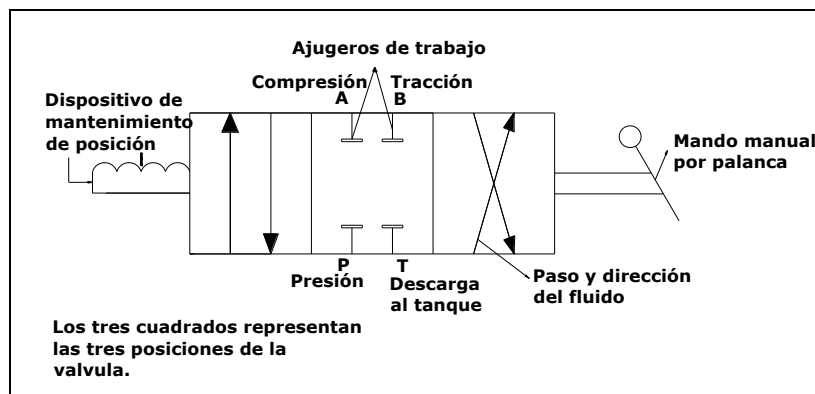 Ajugeros de trabajo
Compresión
Tracción
A
B
Dispositivo de
mantenimiento
de posición
Mando manual
por palanca
P
Presión
T
Descarga
al tanque
Paso y dirección
del fluido
Los tres cuadrados representan
las tres posiciones de la
valvula.